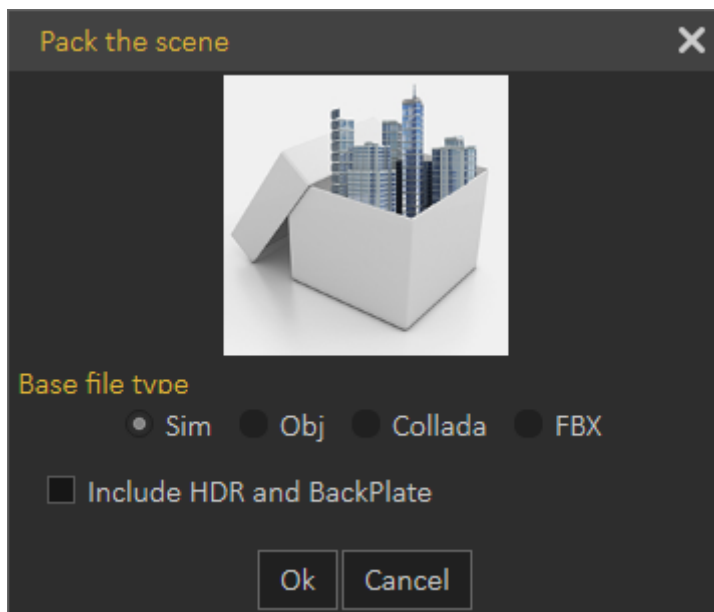 Pack the scene
Base file type
Sim Obj Collada FBX
Include HDR and BackPlate
Ok Cancel